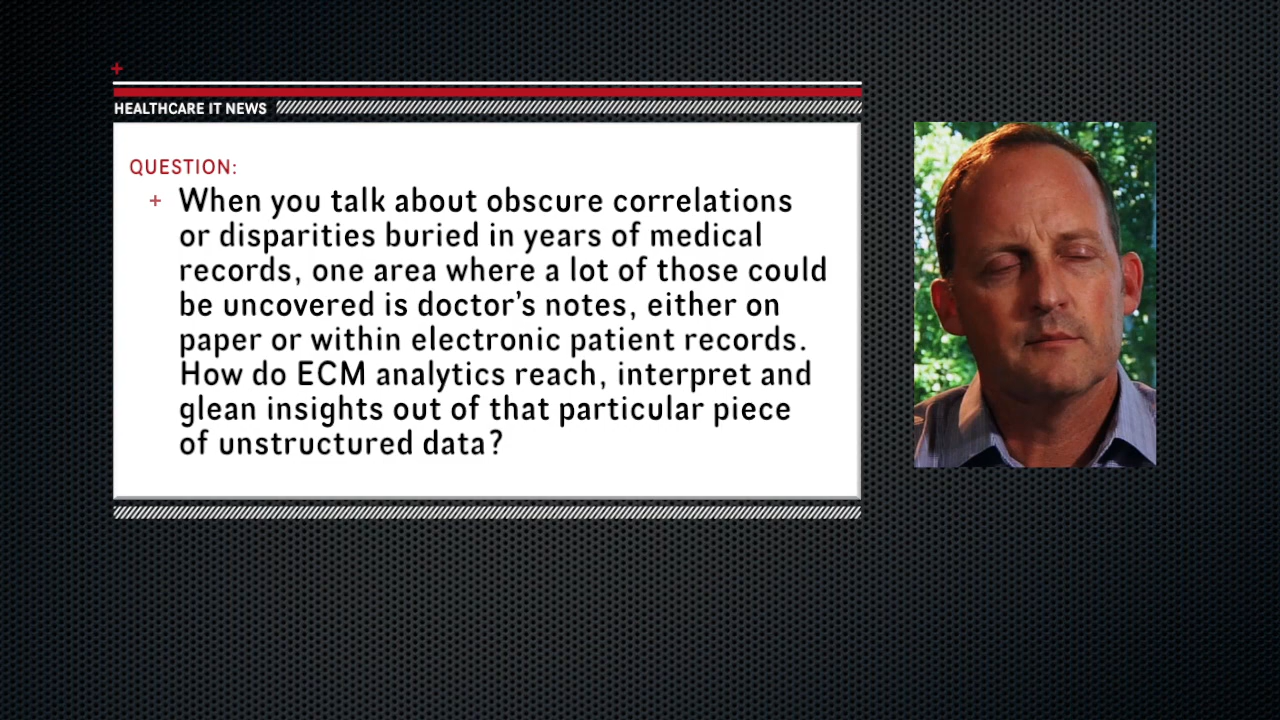 HEALTHCARE IT NEWS
QUESTION:
+ When you talk about obscure correlations
or disparities buried in years of medical
records, one area where a lot of those could
be uncovered is doctor’s notes, either on
paper or within electronic patient records.
How do ECM analytics reach, interpret and
glean insights out of that particular piece
of unstructured data?